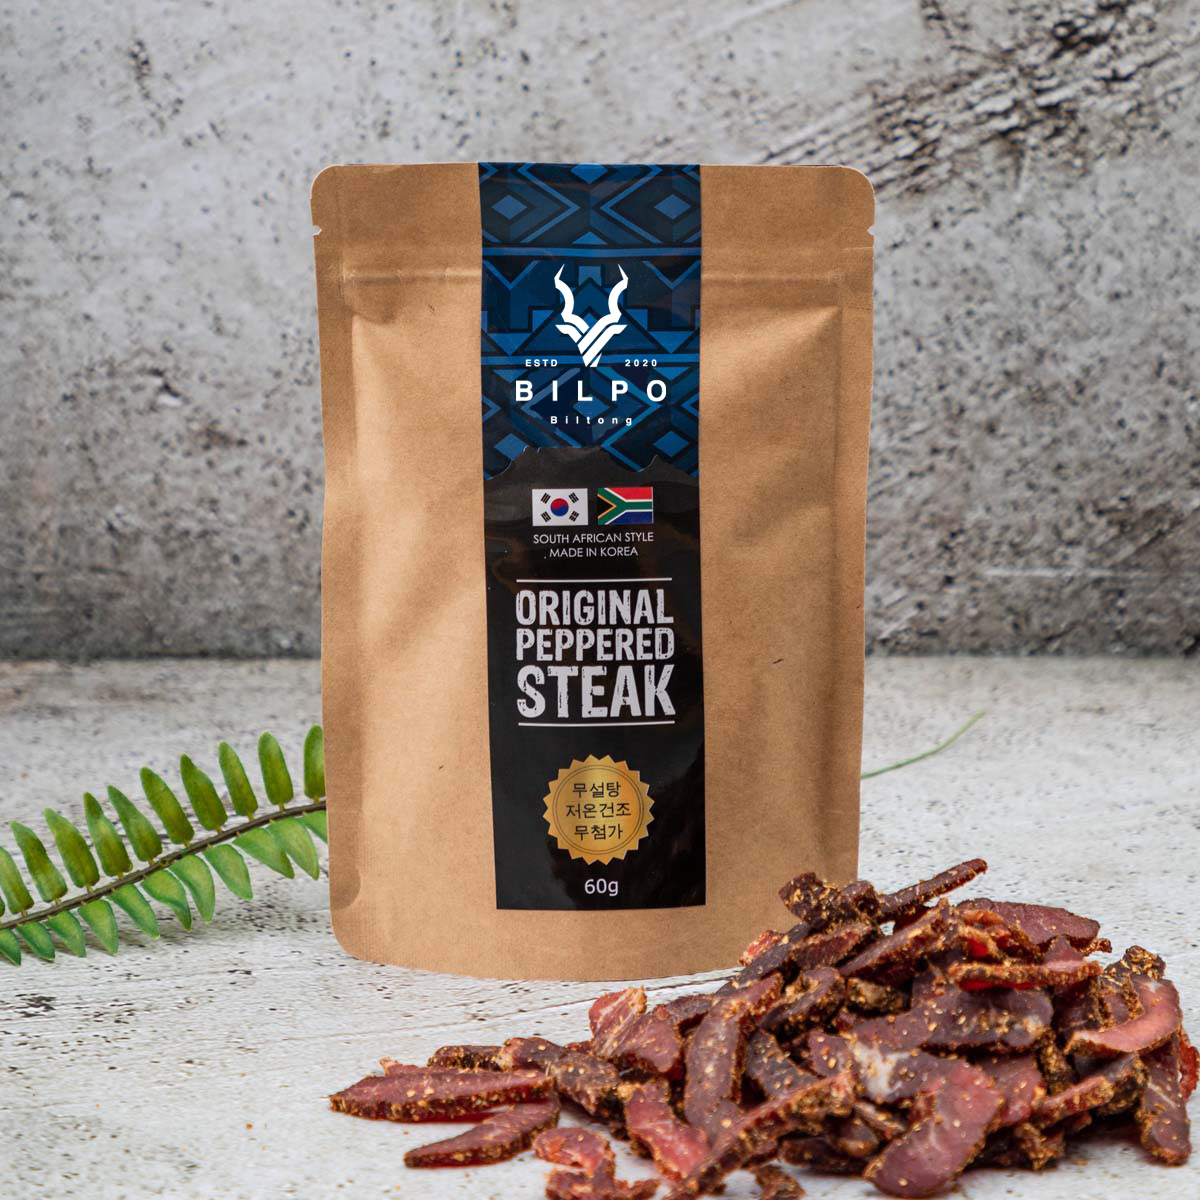 ESTD 2020
BILPO
Biltong
SOUTH AFRICAN STYLE
MADE IN KOREA
ORIGINAL
PEPPERED
STEAK
무설탕
저온건조
무첨가
60g